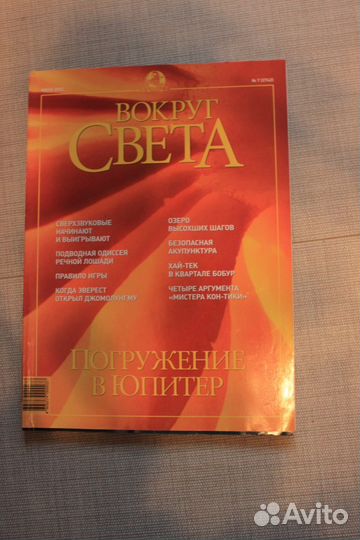 ВОКРУГ
СВЕТА
СВЕРХЗВУКОВЫЕ
НАЧИНАЮТ
И ВЫИГРЫВАЮТ
ПОДВОДНАЯ ОДИССЕЯ
РЕЧНОЙ ЛОШАДИ
ПРАВИЛО ИГРЫ
КОГДА ЭВЕРЕСТ
ОТКРЫЛ ДЖОМОЛУНГМУ
ОЗЕРО
ВЫСОХШИХ ШАГОВ
БЕЗОПАСНАЯ
АКУПУНКТУРА
ХАЙ-ТЕК
В КВАРТАЛЕ БОБУР
ЧЕТЫРЕ АРГУМЕНТА
«МИСТЕРА КОН-ТИКИ»
ПОГРУЖЕНИЕ
В ЮПИТЕР
Avito